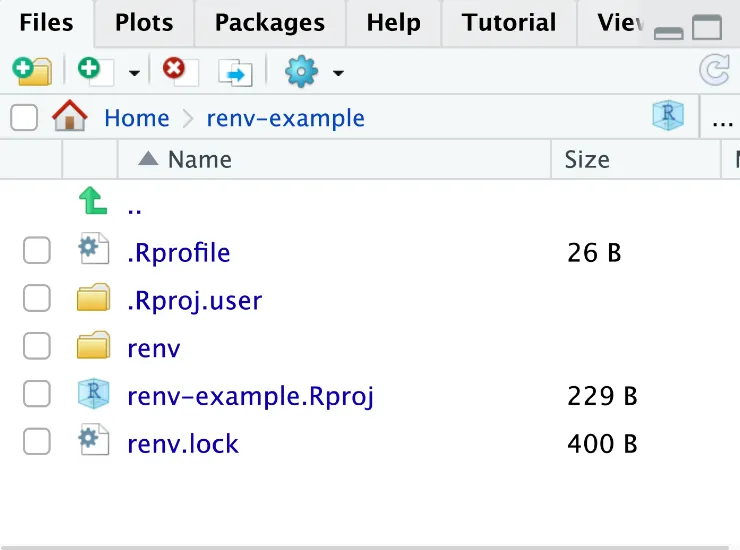 Files Plots Packages Help Tutorial
Home renv-example R ...
Name Size
..
.Rprofile 26 B
.Rproj.user
renv
R renv-example.Rproj 229 B
renv.lock 400 B